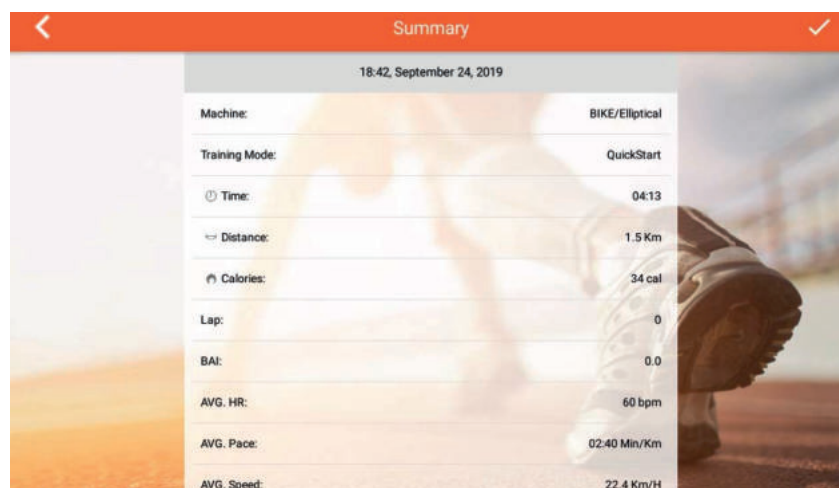 Summary
18:42, September 24, 2019
Machine: BIKE/Elliptical
Training Mode: QuickStart
Time: 04:13
Distance: 1.5 Km
Calories: 34 cal
Lap: 0
BAI: 0.0
AVG. HR: 60 bpm
AVG. Pace: 02:40 Min/Km
AVG. Speed: 22.4 Km/H